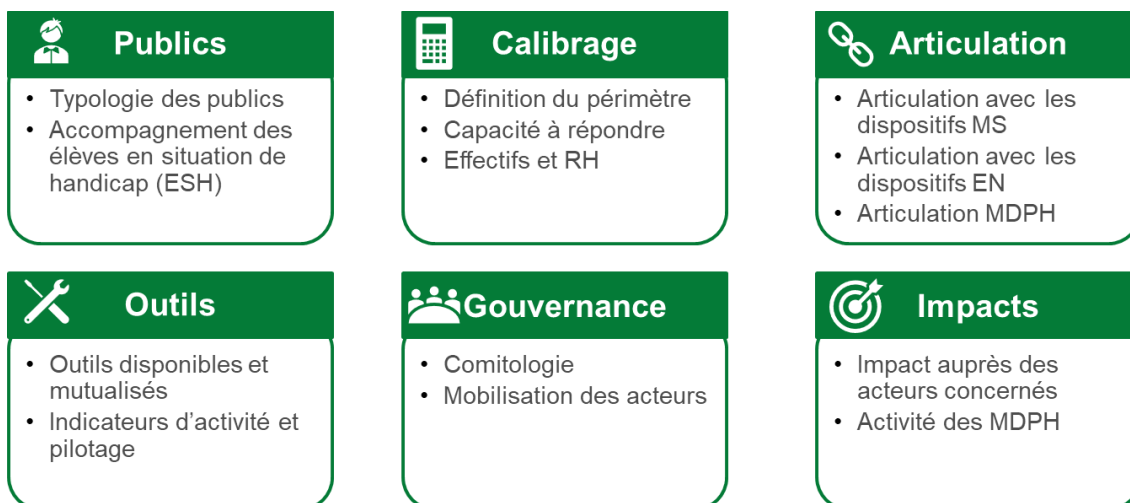 Publics
• Typologie des publics
• Accompagnement des
élèves en situation de
handicap (ESH)
Calibrage
• Définition du périmètre
• Capacité à répondre
• Effectifs et RH
Articulation
• Articulation avec les
dispositifs MS
• Articulation avec les
dispositifs EN
• Articulation MDPH
Outils
• Outils disponibles et
mutualisés
• Indicateurs d’activité et
pilotage
Gouvernance
• Comitologie
• Mobilisation des acteurs
Impacts
• Impact auprès des
acteurs concernés
• Activité des MDPH